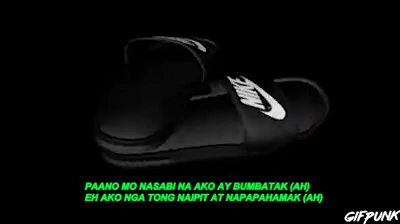 NIKE
PAANO MO NASABI NA AKO AY BUMBATAK (AH)
EH AKO NGA TONG NAIPIT AT NAPAPAHAMAK (AH)
GIFPUNK